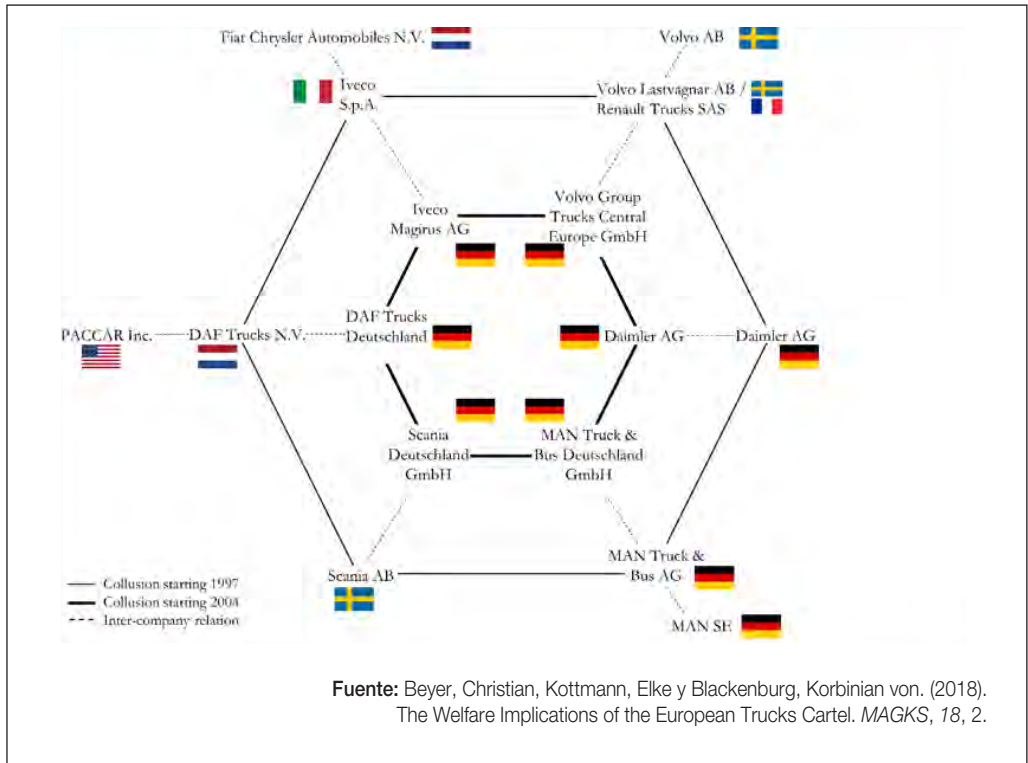 Fiat Chrysler Automobiles N.V.
Volvo AB
Iveco
S.p.A.
Volvo Lastvagnar AB /
Renault Trucks SAS
Iveco
Magirus AG
Volvo Group
Trucks Central
Europe GmbH
PACCAR Inc.
DAF Trucks N.V.
DAF Trucks
Deutschland
Daimler AG
Daimler AG
Scania
Deutschland
GmbH
MAN Truck &
Bus Deutschland
GmbH
Scania AB
MAN Truck &
Bus AG
MAN SE
Collusion starting 1997
Collusion starting 2004
Inter-company relation
Fuente: Beyer, Christian, Kottmann, Elke y Blackenburg, Korbinian von. (2018).
The Welfare Implications of the European Trucks Cartel. MAGKS, 18, 2.